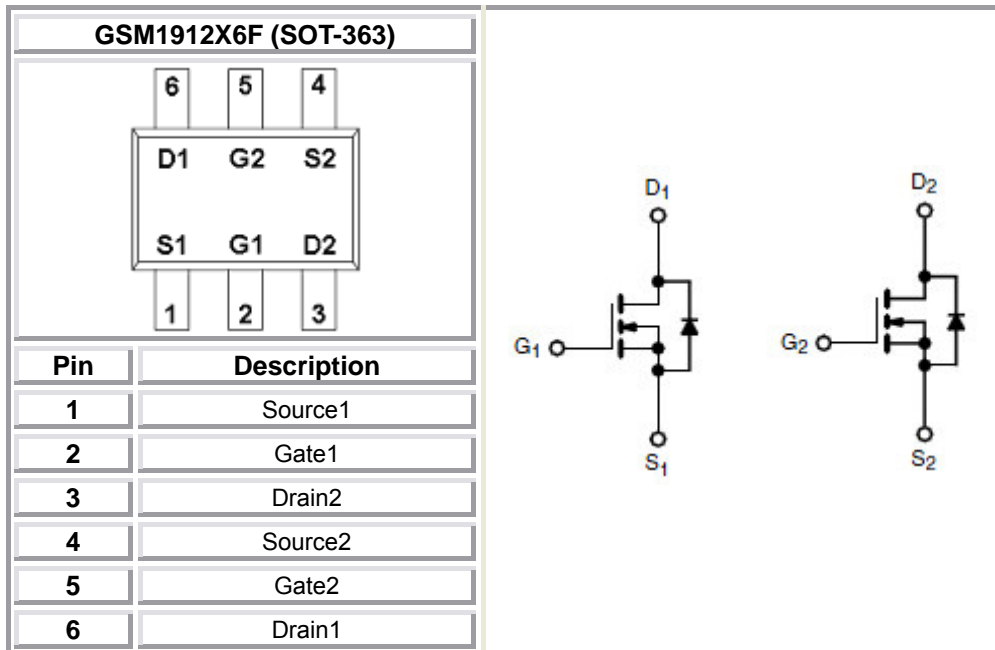 GSM1912X6F (SOT-363)
6 5 4
D1 G2 S2
S1 G1 D2
1 2 3
Pin Description
1 Source1
2 Gate1
3 Drain2
4 Source2
5 Gate2
6 Drain1
D1 D2
G1 G2
S1 S2